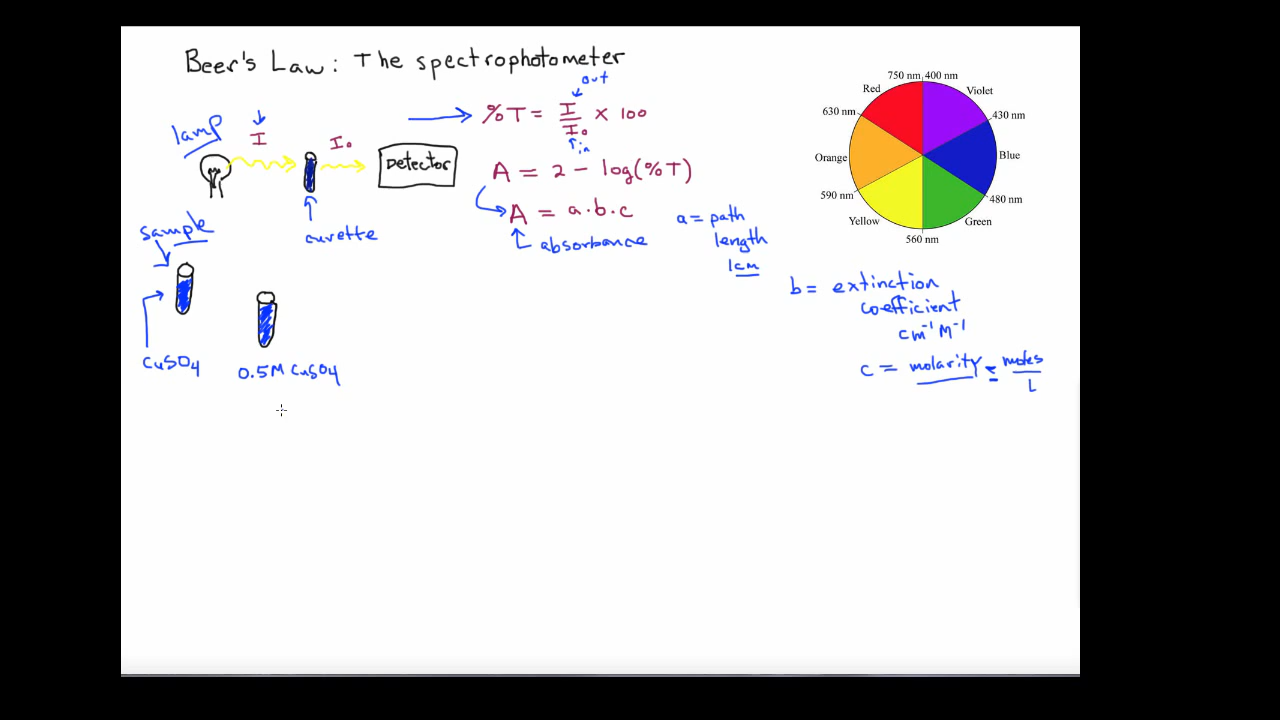 Beer's Law: The spectrophotometer
out
%T = I / I₀ × 100
in
lamp
I
I₀
Detector
cuvette
A = 2 - log(%T)
A = a·b·c
absorbance
a = path
length
1cm
b = extinction
coefficient
cm⁻¹ M⁻¹
c = molarity = moles / L
sample
CuSO4
0.5M CuSO4
750 nm
400 nm
Red
Violet
630 nm
430 nm
Orange
Blue
590 nm
480 nm
Yellow
Green
560 nm